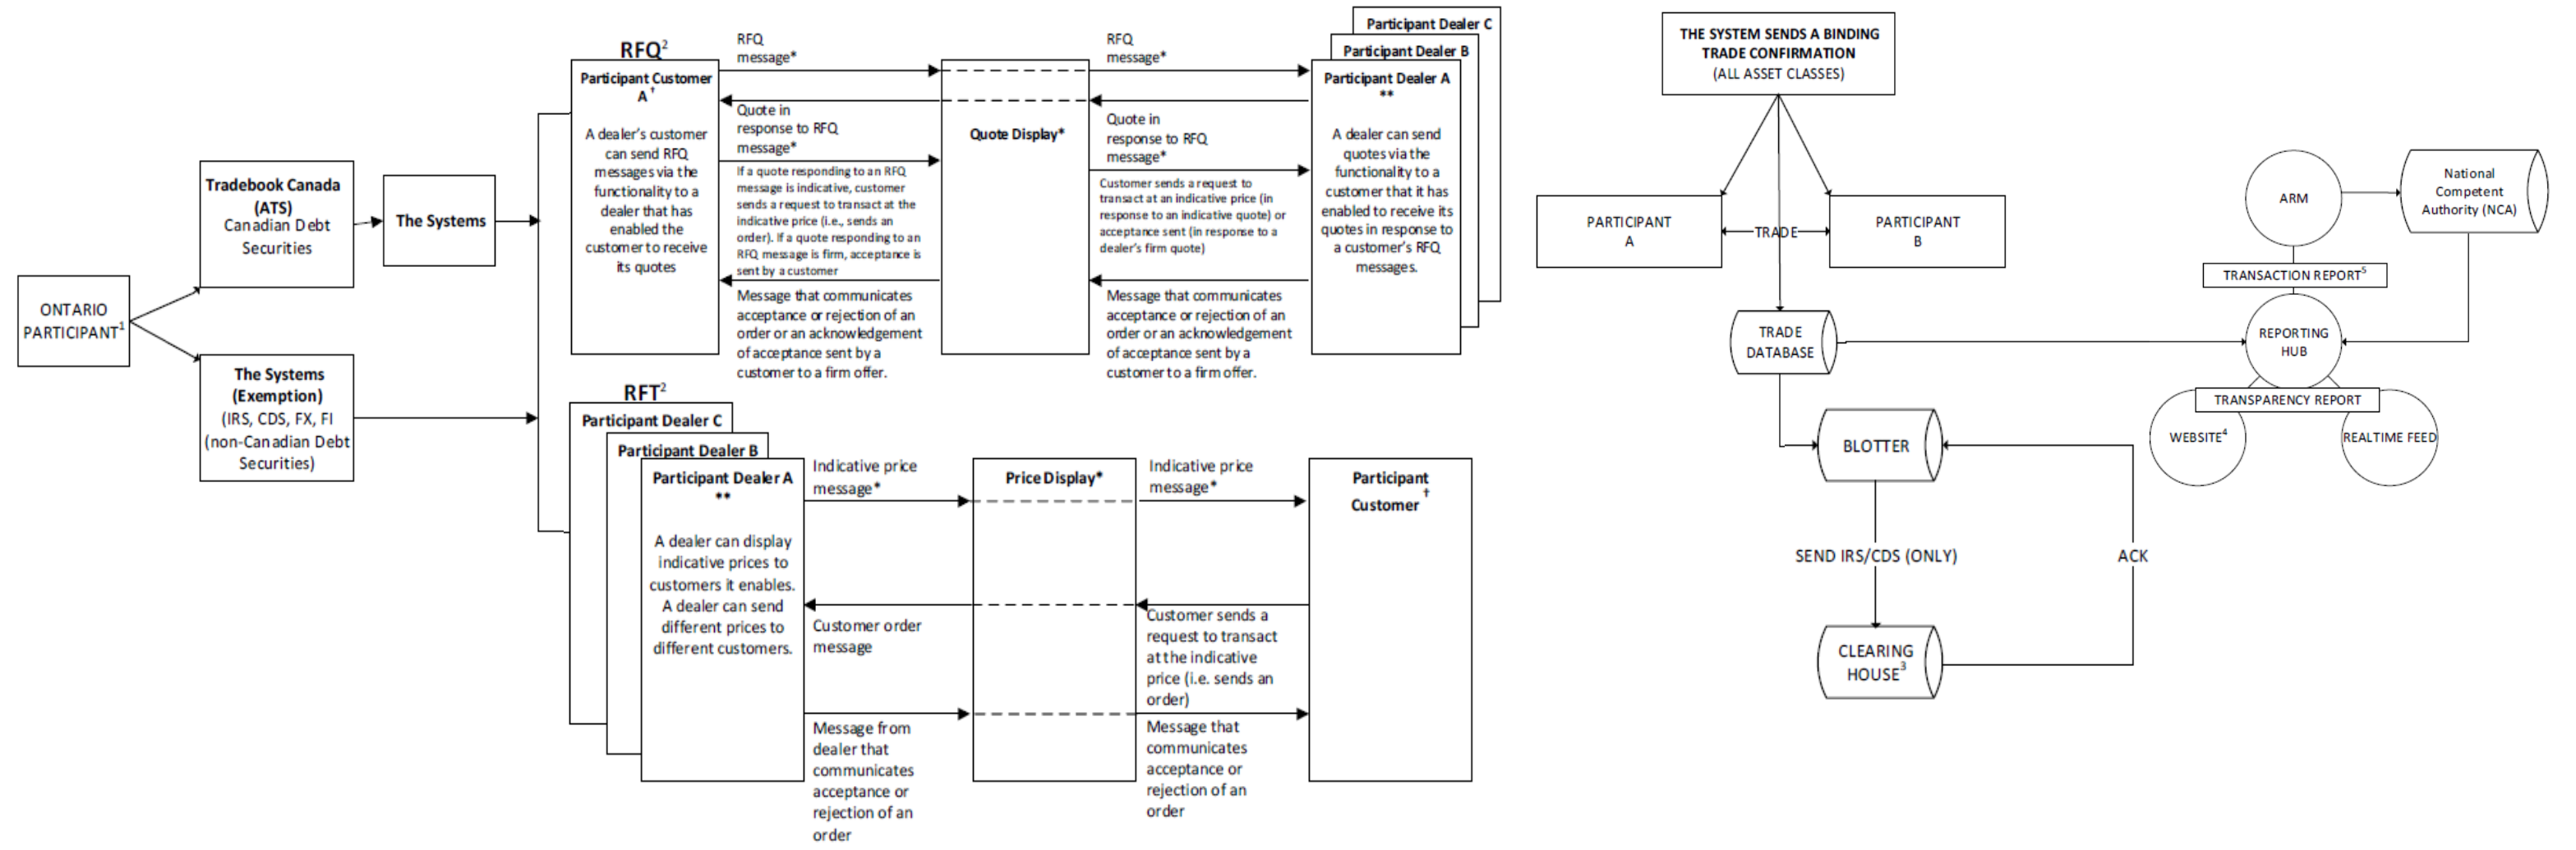 ONTARIO
PARTICIPANT1
Tradebook Canada
(ATS)
Canadian Debt
Securities
The Systems
The Systems
(Exemption)
(IRS, CDS, FX, FI
(non-Canadian Debt
Securities)
RFQ2
Participant Customer
A†
A dealer's customer
can send RFQ
messages via the
functionality to a
dealer that has
enabled the
customer to receive
its quotes
RFQ
message*
Quote in
response to RFQ
message*
If a quote responding to an RFQ
message is indicative, customer
sends a request to transact at the
indicative price (i.e., sends an
order). If a quote responding to an
RFQ message is firm, acceptance is
sent by a customer
Message that communicates
acceptance or rejection of an
order or an acknowledgement
of acceptance sent by a
customer to a firm offer.
Quote Display*
RFQ
message*
Quote in
response to RFQ
message*
Customer sends a request to
transact at an indicative price (in
response to an indicative quote) or
acceptance sent (in response to a
dealer's firm quote)
Message that communicates
acceptance or rejection of an
order or an acknowledgement
of acceptance sent by a
customer to a firm offer.
Participant Dealer C
Participant Dealer B
Participant Dealer A
**
A dealer can send
quotes via the
functionality to a
customer that it has
enabled to receive its
quotes in response to
a customer's RFQ
messages.
RFT2
Participant Dealer C
Participant Dealer B
Participant Dealer A
**
A dealer can display
indicative prices to
customers it enables.
A dealer can send
different prices to
different customers.
Indicative price
message*
Customer order
message
Message from
dealer that
communicates
acceptance or
rejection of an
order
Price Display*
Indicative price
message*
Customer sends a
request to transact
at the indicative
price (i.e. sends an
order)
Message that
communicates
acceptance or
rejection of an
order
Participant
Customer †
THE SYSTEM SENDS A BINDING
TRADE CONFIRMATION
(ALL ASSET CLASSES)
PARTICIPANT
A
TRADE
PARTICIPANT
B
TRADE
DATABASE
BLOTTER
SEND IRS/CDS (ONLY)
ACK
CLEARING
HOUSE3
ARM
National
Competent
Authority (NCA)
TRANSACTION REPORT5
REPORTING
HUB
TRANSPARENCY REPORT
WEBSITE4
REALTIME FEED